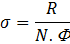 σ = R / N. Φ